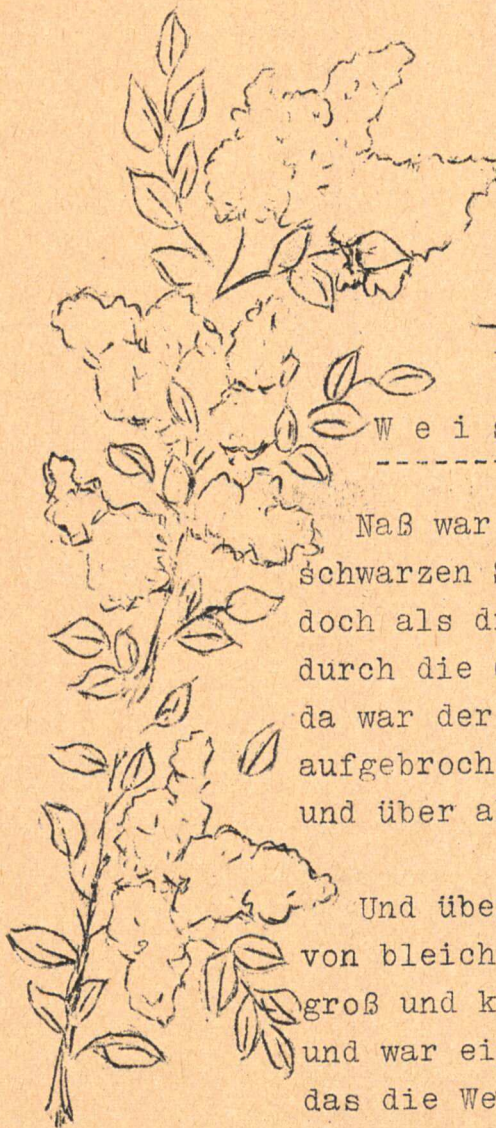 W e i s
Naß war
schwarzen S
doch als di
durch die
da war der
aufgebroch
und über a
Und übe
von bleich
groß und k
und war ei
das die We